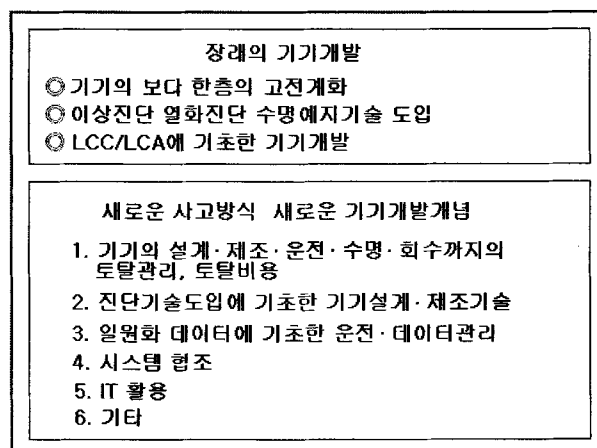 장래의 기기개발
◎ 기기의 보다 한층의 고전계화
◎ 이상진단 열화진단 수명예지기술 도입
◎ LCC/LCA에 기초한 기기개발
새로운 사고방식 새로운 기기개발개념
1. 기기의 설계·제조·운전·수명·회수까지의
토탈관리, 토탈비용
2. 진단기술도입에 기초한 기기설계·제조기술
3. 일원화 데이터에 기초한 운전·데이터관리
4. 시스템 협조
5. IT 활용
6. 기타